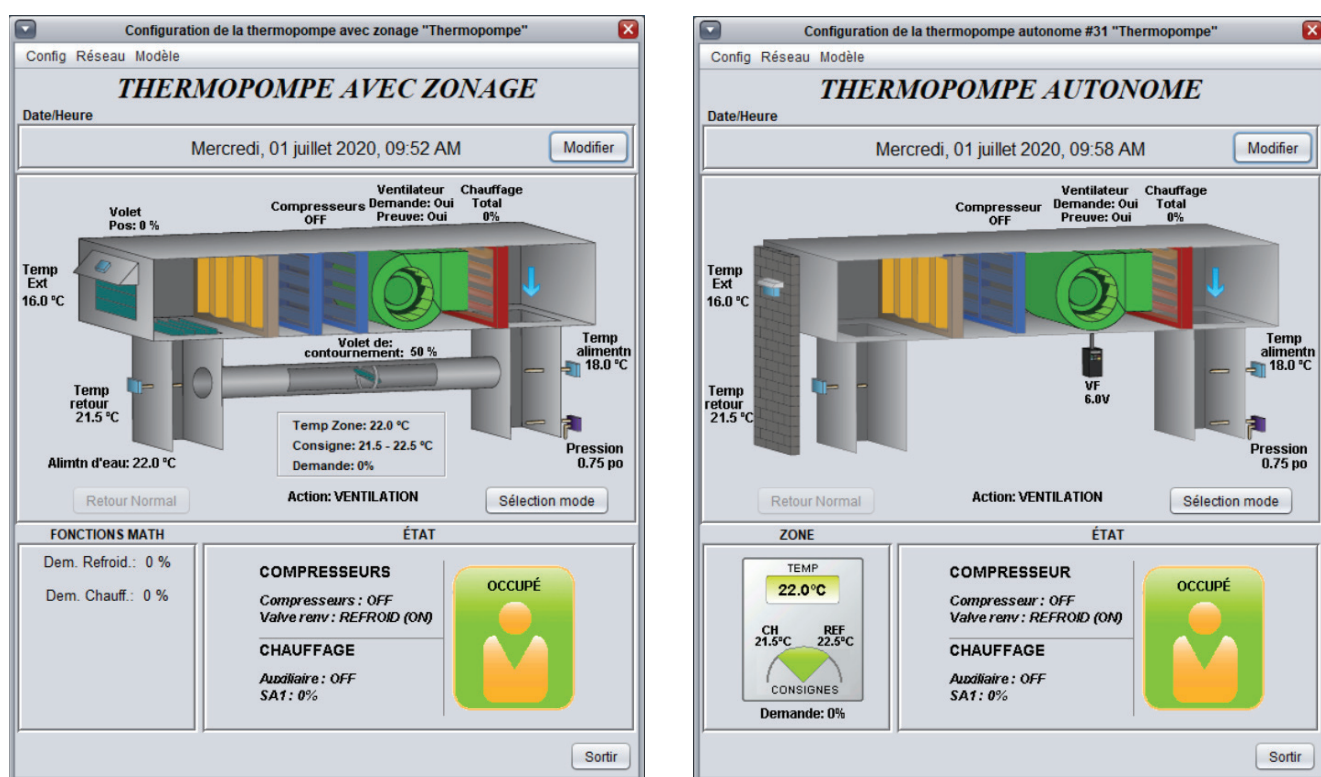 Configuration de la thermopompe avec zonage "Thermopompe"
Config Réseau Modèle
THERMOPOMPE AVEC ZONAGE
Date/Heure
Mercredi, 01 juillet 2020, 09:52 AM
Modifier
Volet
Pos: 0 %
Compresseurs
OFF
Ventilateur
Demande: Oui
Preuve: Oui
Chauffage
Total
0%
Temp
Ext
16.0 °C
Volet de:
contournement: 50 %
Temp
alimentn
18.0 °C
Temp
retour
21.5 °C
Temp Zone: 22.0 °C
Consigne: 21.5 - 22.5 °C
Demande: 0%
Pression
0.75 po
Alimtn d'eau: 22.0 °C
Retour Normal
Action: VENTILATION
Sélection mode
FONCTIONS MATH
Dem. Refroid.: 0 %
Dem. Chauff.: 0 %
ÉTAT
COMPRESSEURS
Compresseurs : OFF
Valve renv : REFROID (ON)
CHAUFFAGE
Auxiliaire : OFF
SA1 : 0%
OCCUPÉ
Sortir
Configuration de la thermopompe autonome #31 "Thermopompe"
Config Réseau Modèle
THERMOPOMPE AUTONOME
Date/Heure
Mercredi, 01 juillet 2020, 09:58 AM
Modifier
Compresseur
OFF
Ventilateur
Demande: Oui
Preuve: Oui
Chauffage
Total
0%
Temp
Ext
16.0 °C
Temp
alimentn
18.0 °C
Temp
retour
21.5 °C
VF
6.0V
Pression
0.75 po
Retour Normal
Action: VENTILATION
Sélection mode
ZONE
TEMP
22.0°C
CH
21.5°C
REF
22.5°C
CONSIGNES
Demande: 0%
ÉTAT
COMPRESSEUR
Compresseur : OFF
Valve renv : REFROID (ON)
CHAUFFAGE
Auxiliaire : OFF
SA1 : 0%
OCCUPÉ
Sortir